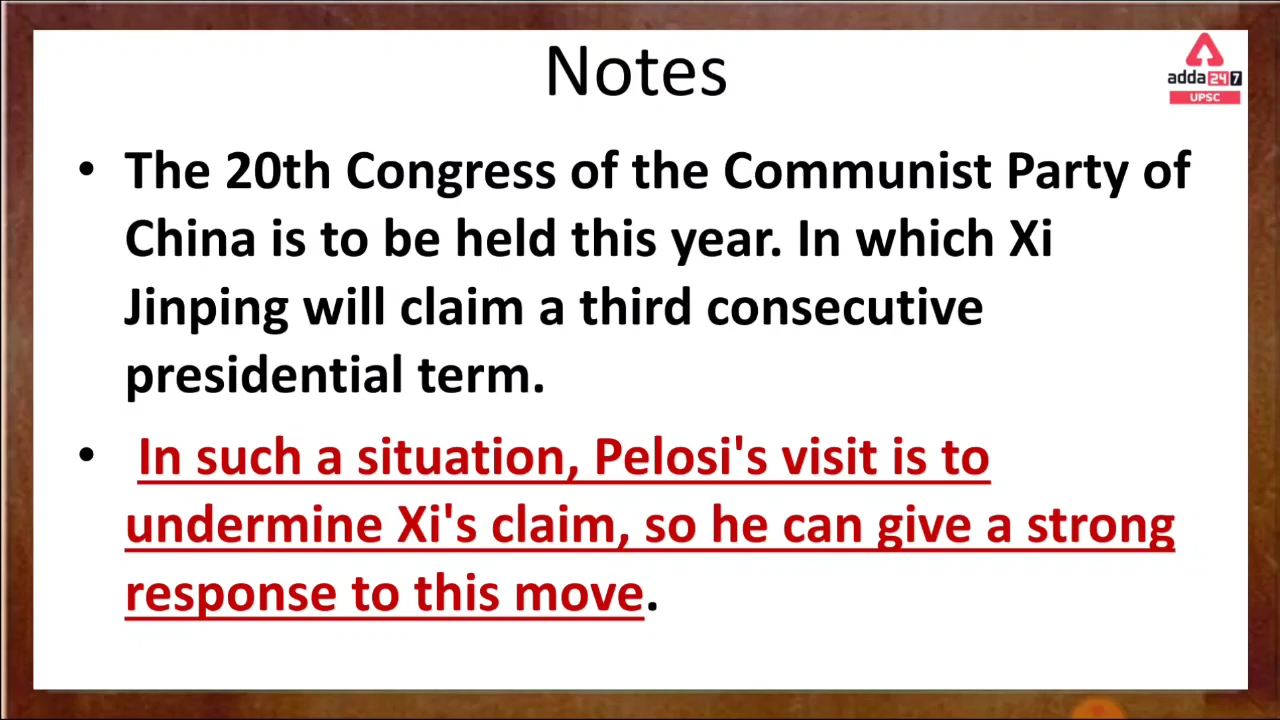 Notes
adda247
UPSC
• The 20th Congress of the Communist Party of
China is to be held this year. In which Xi
Jinping will claim a third consecutive
presidential term.
• In such a situation, Pelosi's visit is to
undermine Xi's claim, so he can give a strong
response to this move.